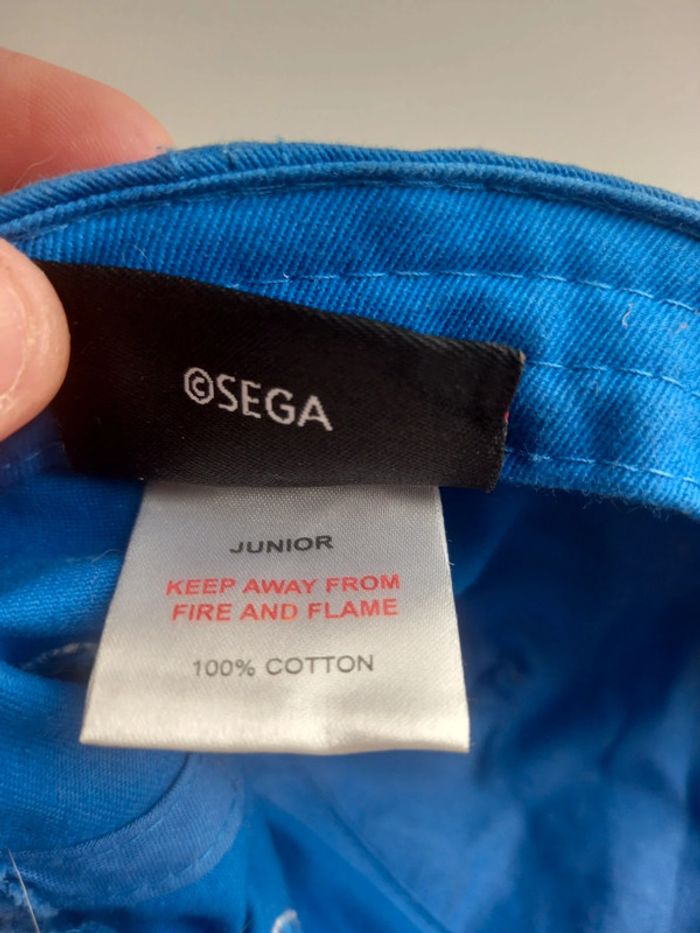 ©SEGA
JUNIOR
KEEP AWAY FROM
FIRE AND FLAME
100% COTTON